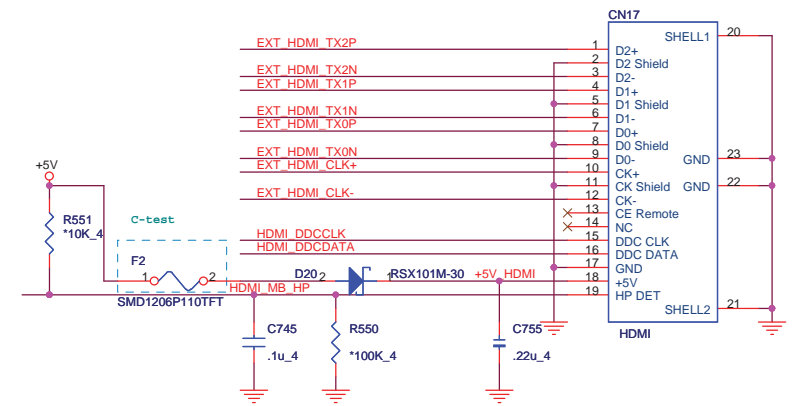 CN17
EXT_HDMI_TX2P 1 D2+ SHELL1 20
2 D2 Shield
EXT_HDMI_TX2N 3 D2-
EXT_HDMI_TX1P 4 D1+
5 D1 Shield
EXT_HDMI_TX1N 6 D1-
EXT_HDMI_TX0P 7 D0+
8 D0 Shield
EXT_HDMI_TX0N 9 D0- GND 23
EXT_HDMI_CLK+ 10 CK+
11 CK Shield GND 22
EXT_HDMI_CLK- 12 CK-
13 CE Remote
14 NC
HDMI_DDCCLK 15 DDC CLK
HDMI_DDCDATA 16 DDC DATA
17 GND
+5V_HDMI 18 +5V
HDMI_MB_HP 19 HP DET
SHELL2 21
HDMI
+5V
R551
*10K_4
C-test
F2
1 2
SMD1206P110TFT
D20 2 1 RSX101M-30
C745
.1u_4
R550
*100K_4
C755
.22u_4